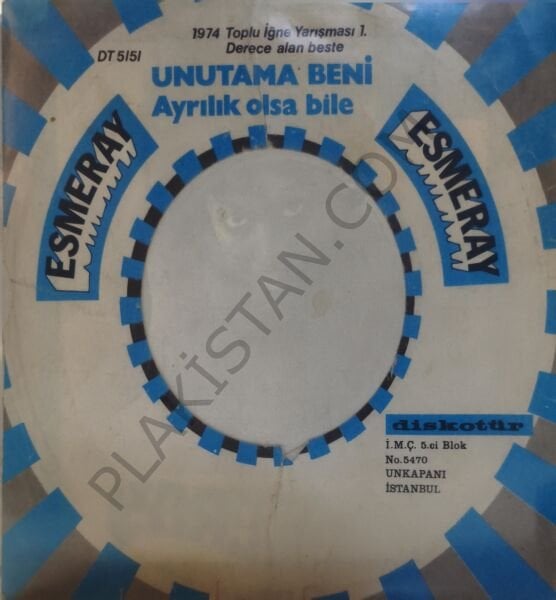 1974 Toplu İğne Yarışması 1.
Derece alan beste
DT 5151
UNUTAMA BENİ
Ayrılık olsa bile
ESMERAY
ESMERAY
PLAKİSTAN.COM
diskotür
İ.M.Ç. 5.ci Blok
No.5470
UNKAPANI
İSTANBUL